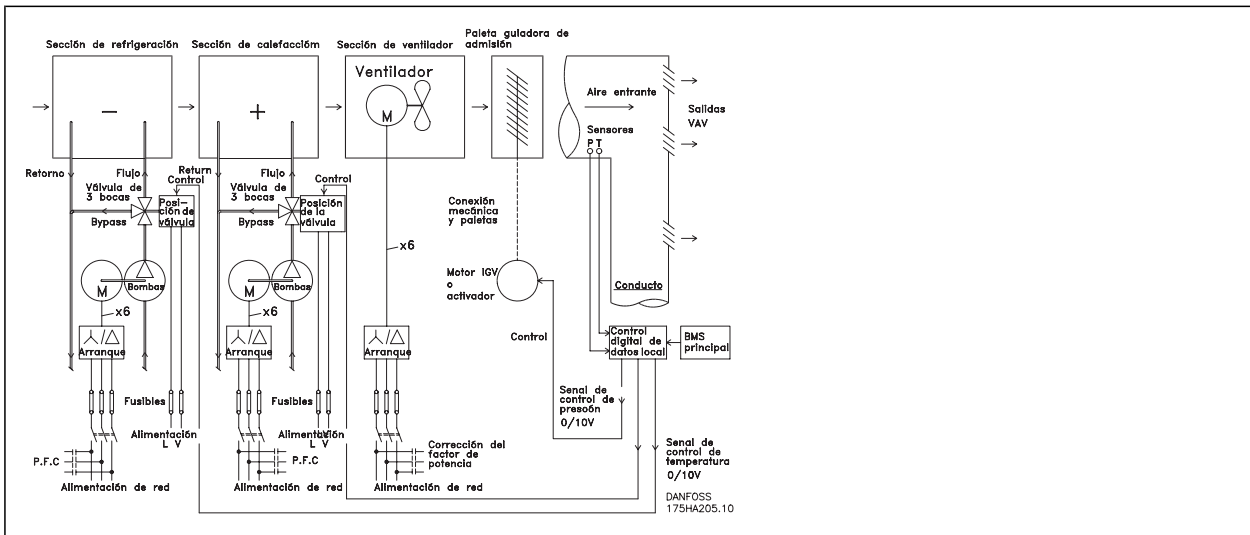 Sección de refrigeración
Sección de calefacción
Sección de ventilador
Paleta guladora de
admisión
Ventilador
M
Aire entrante
Salidas
VAV
Sensores
P T
Retorno
Flujo
Válvula de
3 bocas
Bypass
Return
Control
Posi-
ción de
válvula
Flujo
Válvula de
3 bocas
Bypass
Control
Posición
de la
válvula
x6
Conexión
mecánica
y paletas
Motor IGV
o
activador
Conducto
M
Bombas
x6
Arranque
M
Bombas
x6
Arranque
Arranque
Control
Control
digital de
datos local
BMS
principal
Fusibles
Fusibles
Senal de
control de
presoón
0/10V
Alimentación
L V
Alimentación
L V
P.F.C
P.F.C
Corrección del
factor de
potencia
Senal de
control de
temperatura
0/10V
Alimentación de red
Alimentación de red
Alimentación de red
DANFOSS
175HA205.10